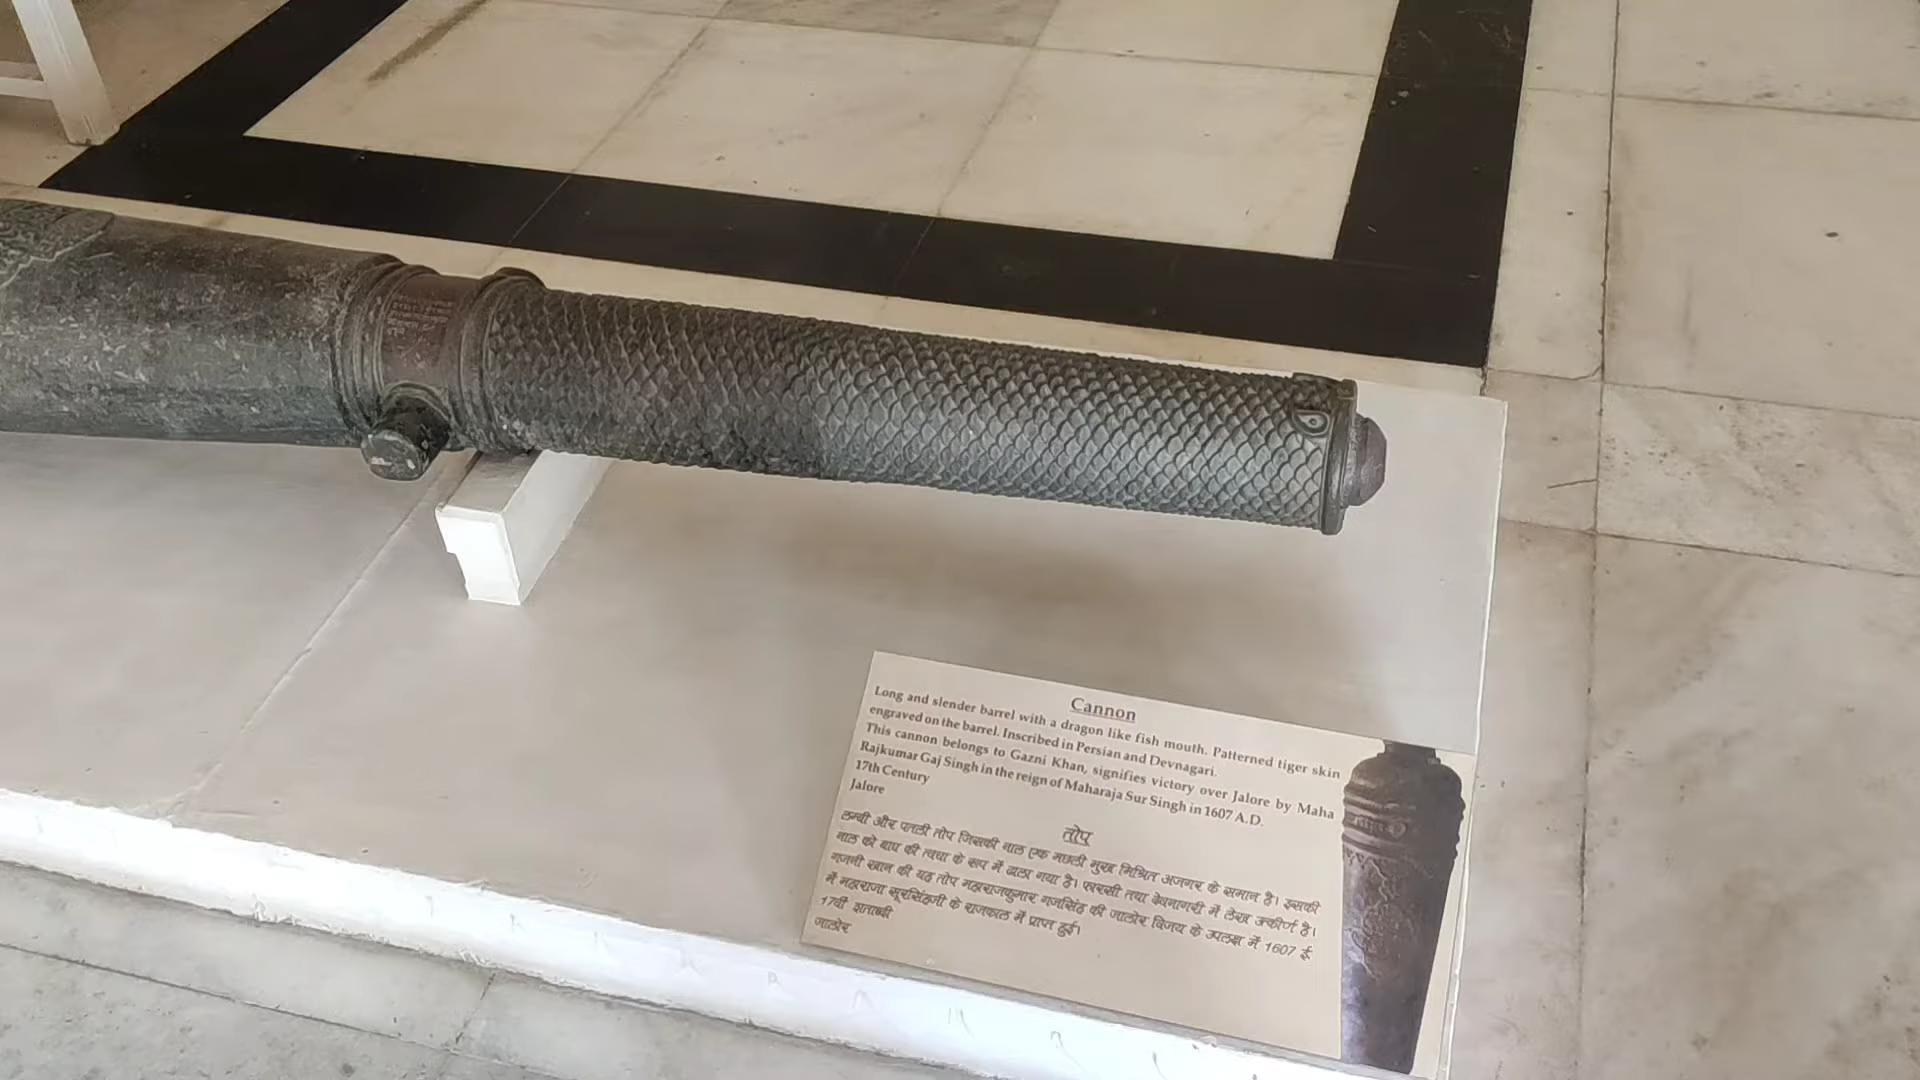 Cannon
Long and slender barrel with a dragon like fish mouth. Patterned tiger skin
engraved on the barrel. Inscribed in Persian and Devnagari.
This cannon belongs to Gazni Khan, signifies victory over Jalore by Maha
Rajkumar Gaj Singh in the reign of Maharaja Sur Singh in 1607 A.D.
17th Century
Jalore
तोप
लम्बी और पतली तोप जिसकी नाल एक मछली मुख मिश्रित अजगर के समान है। इसकी
नाल को बाघ की त्वचा के रूप में ढाला गया है। फारसी तथा देवनागरी में लेख उत्कीर्ण है।
गजनी खान की यह तोप महाराजकुमार गजसिंह की जालोर विजय के उपलक्ष में 1607 ई.
में महाराजा सूरसिंहजी के राजकाल में प्राप्त हुई।
17वीं शताब्दी
जालोर